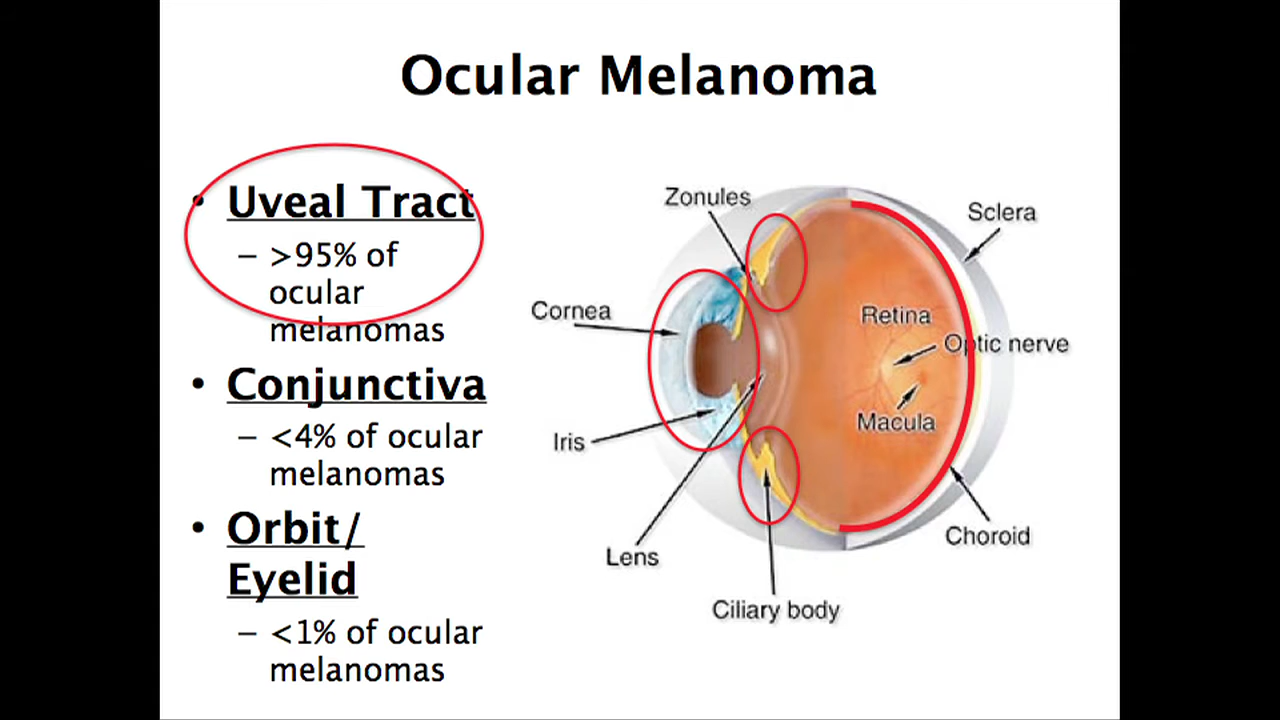 Ocular Melanoma
• Uveal Tract
– >95% of
ocular
melanomas
• Conjunctiva
– <4% of ocular
melanomas
• Orbit/
Eyelid
– <1% of ocular
melanomas
Zonules
Sclera
Cornea
Retina
Optic nerve
Macula
Iris
Choroid
Lens
Ciliary body